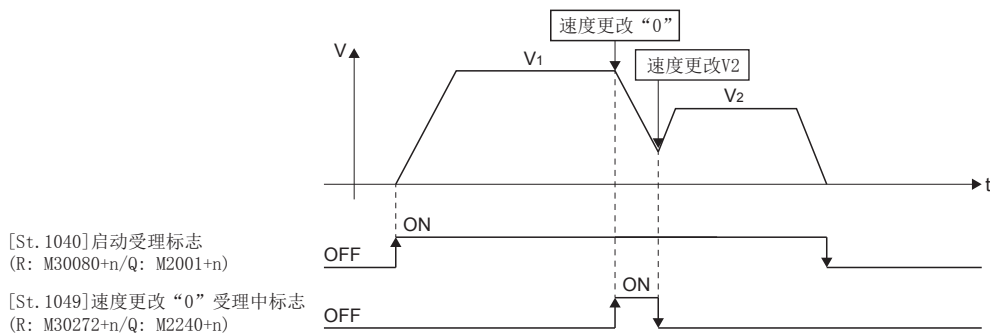 速度更改“0”
V
V1
速度更改V2
V2
t
[St.1040]启动受理标志
(R: M30080+n/Q: M2001+n)
ON
OFF
[St.1049]速度更改“0”受理中标志
(R: M30272+n/Q: M2240+n)
ON
OFF